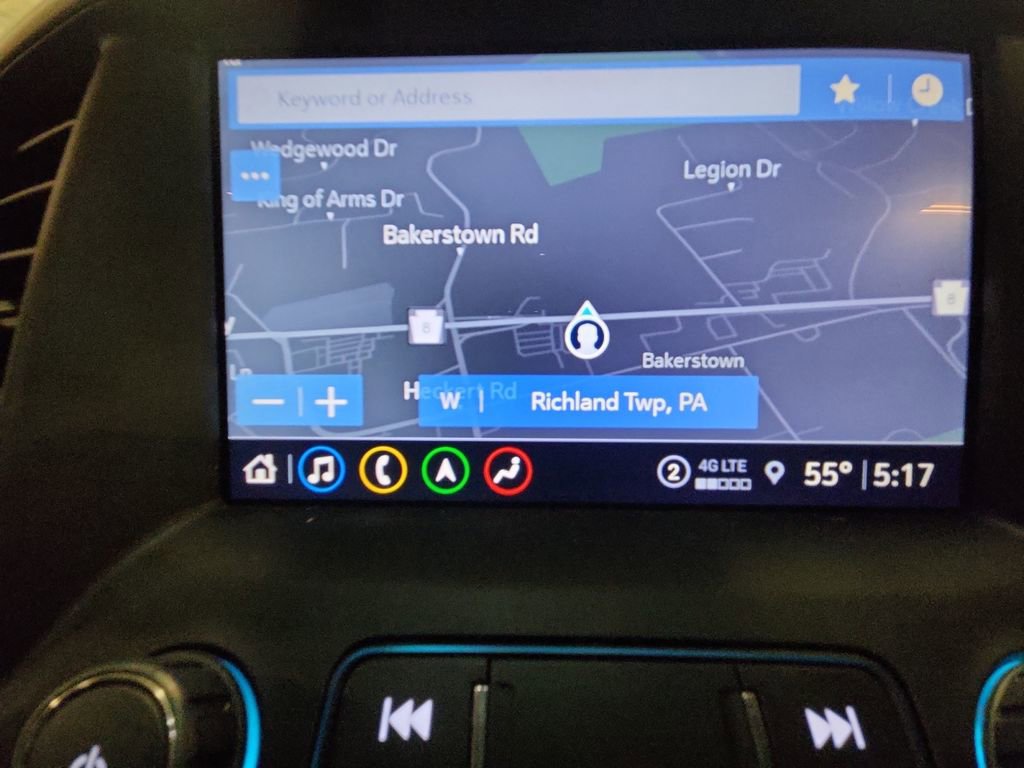 Keyword or Address
Wedgewood Dr
Legion Dr
King of Arms Dr
Bakerstown Rd
8
8
Bakerstown
Heckert Rd
W | Richland Twp, PA
2 4G LTE 55° 5:17